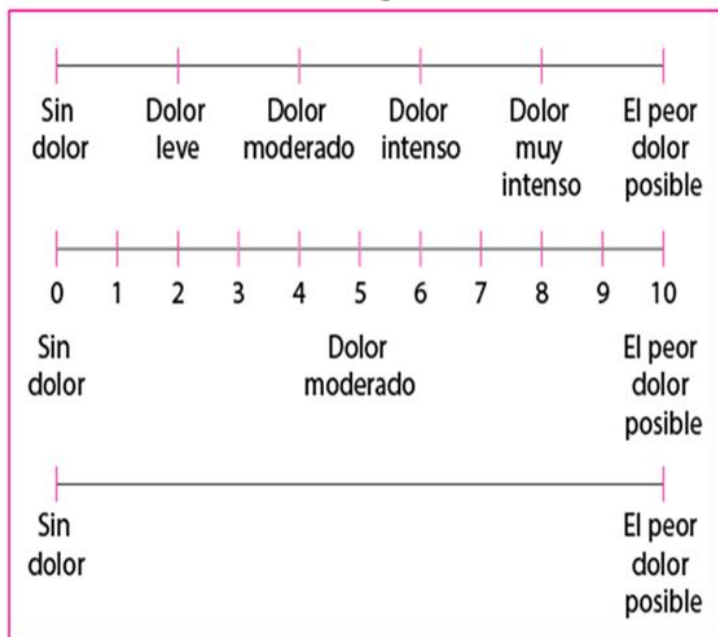 Sin Dolor Dolor Dolor Dolor El peor
dolor leve moderado intenso muy dolor
intenso posible
0 1 2 3 4 5 6 7 8 9 10
Sin Dolor El peor
dolor moderado dolor
posible
Sin El peor
dolor dolor
posible